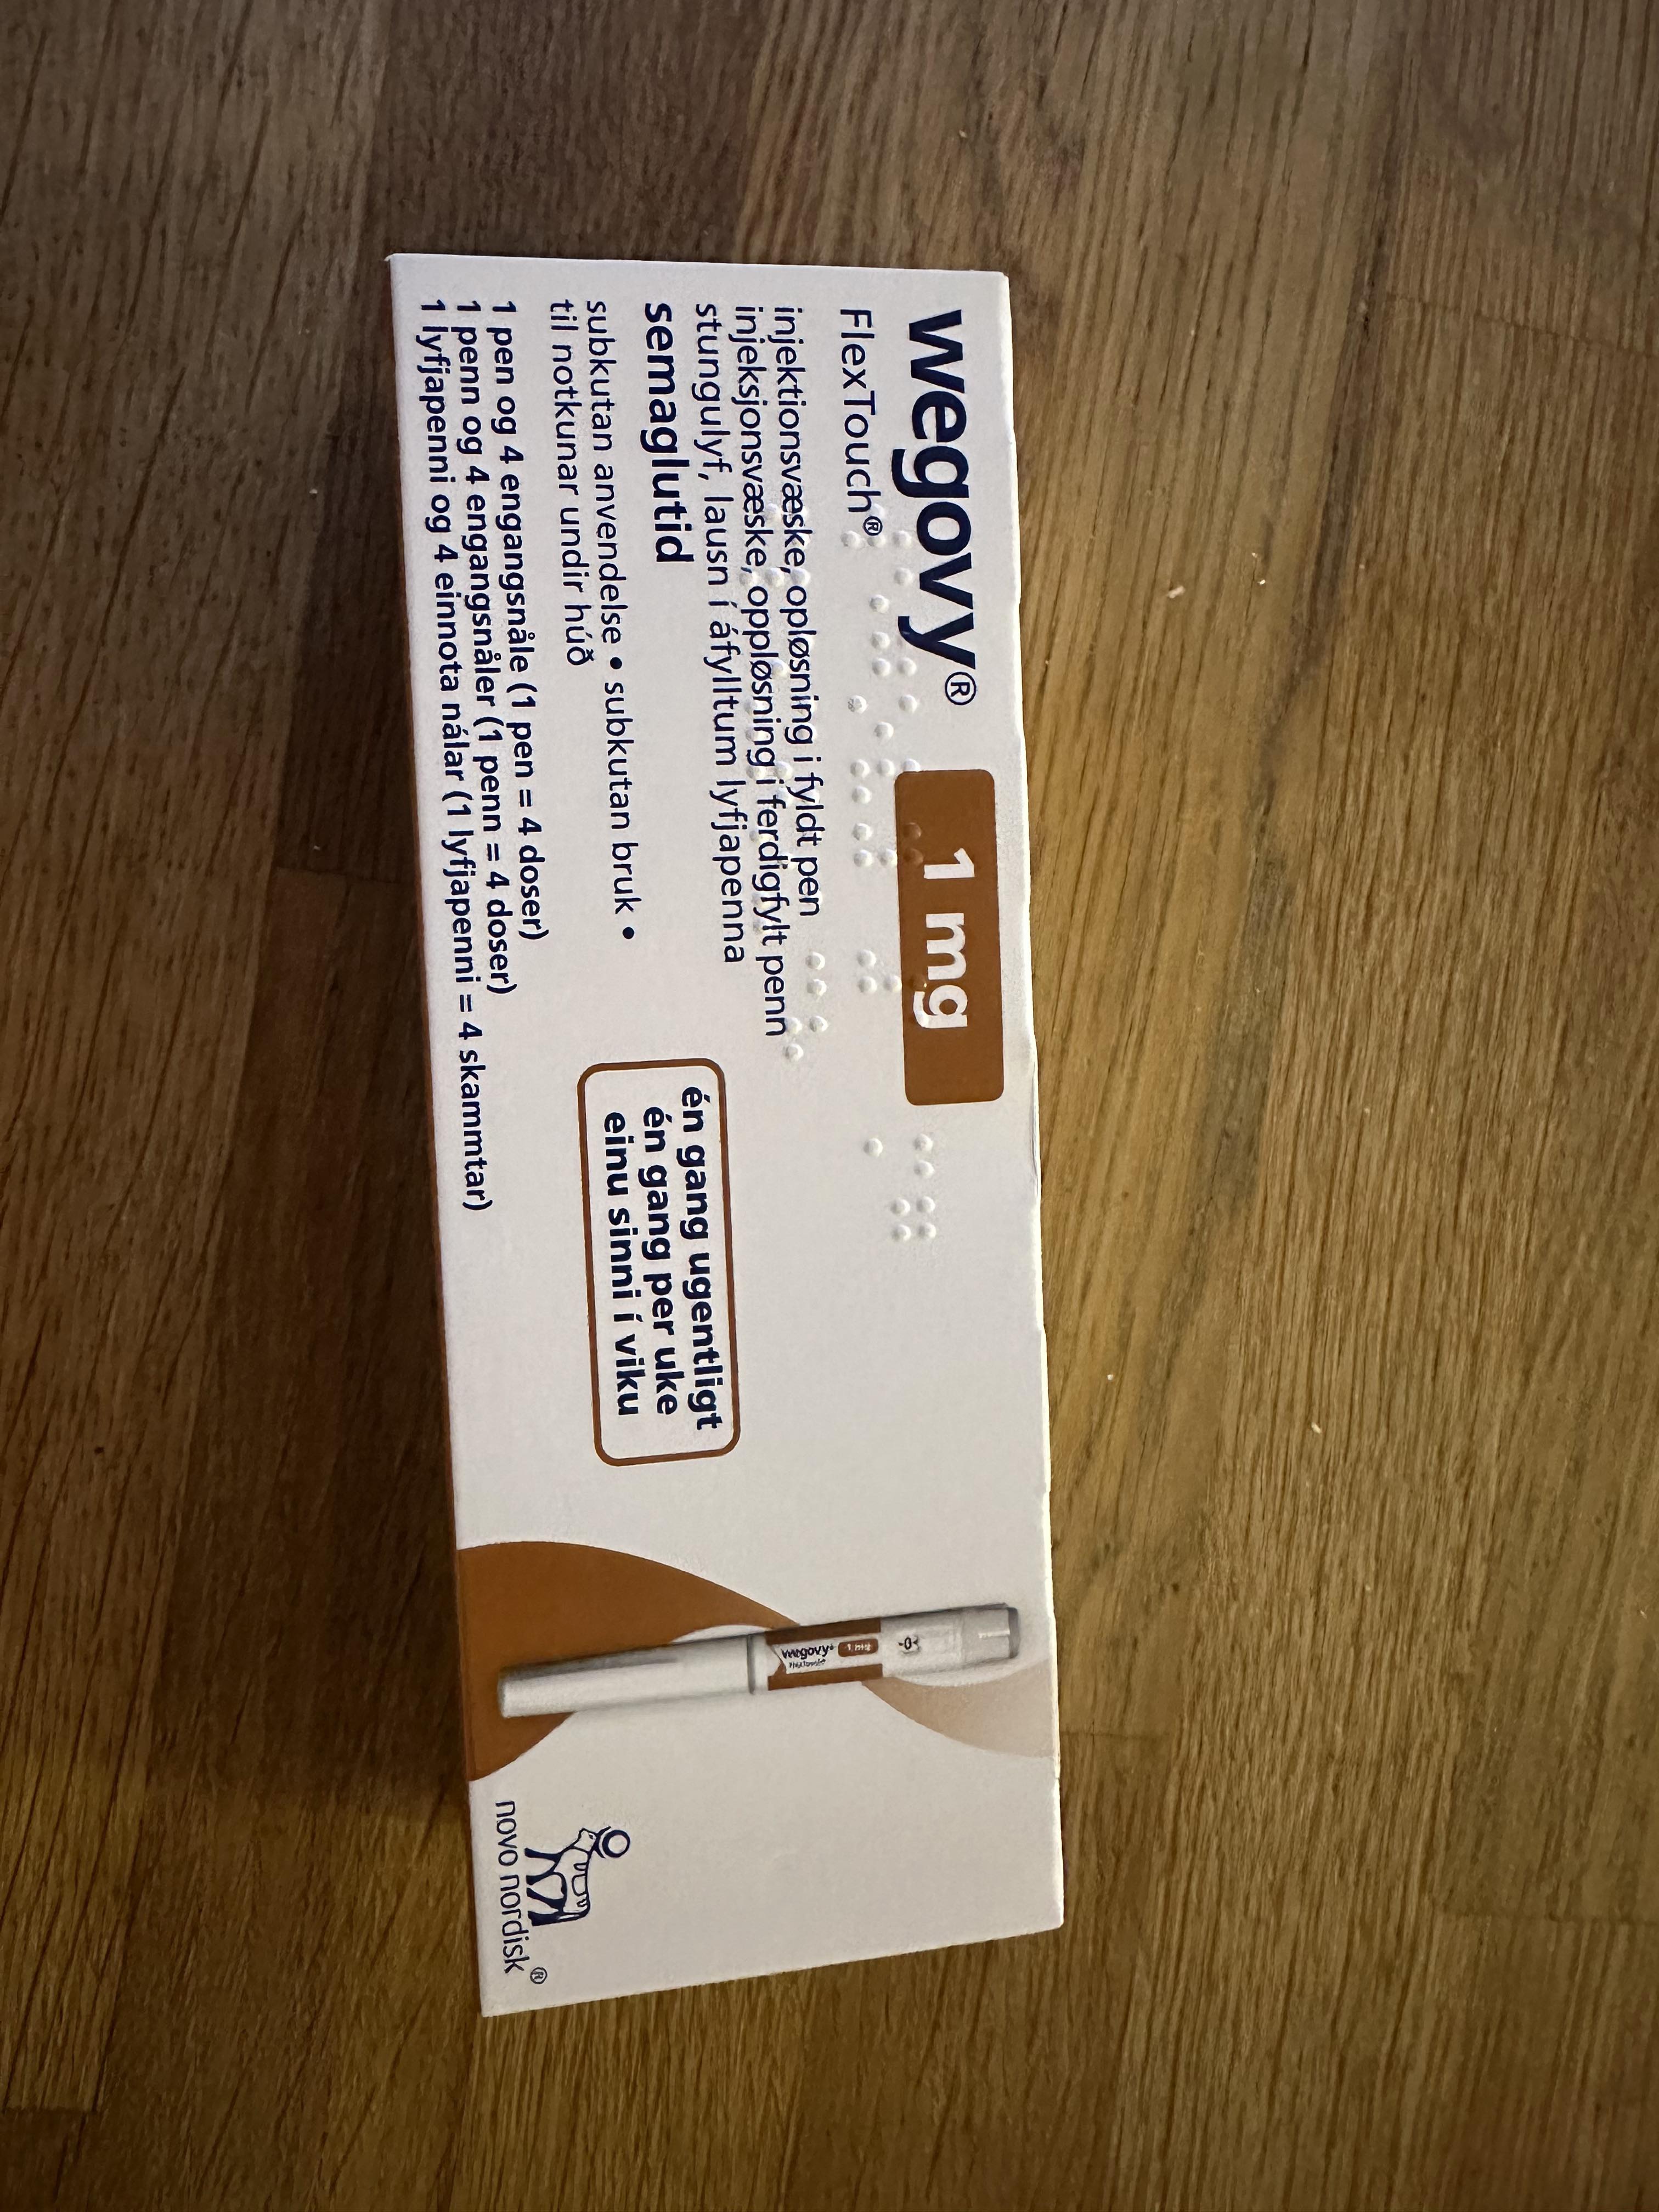 wegovy® 1 mg
FlexTouch®
injektionsvæske, opløsning i fyldt pen
injeksjonsvæske, oppløsning i ferdigfylt penn
stungulyf, lausn í áfylltum lyfjapenna
semaglutid
subkutan anvendelse • subkutan bruk •
til notkunar undir húð
1 pen og 4 engangsnåle (1 pen = 4 doser)
1 penn og 4 engangsnåler (1 penn = 4 doser)
1 lyfjapenni og 4 einnota nálar (1 lyfjapenni = 4 skammtar)
én gang ugentligt
én gang per uke
einu sinni í viku
wegovy®
1 mg
novo nordisk®